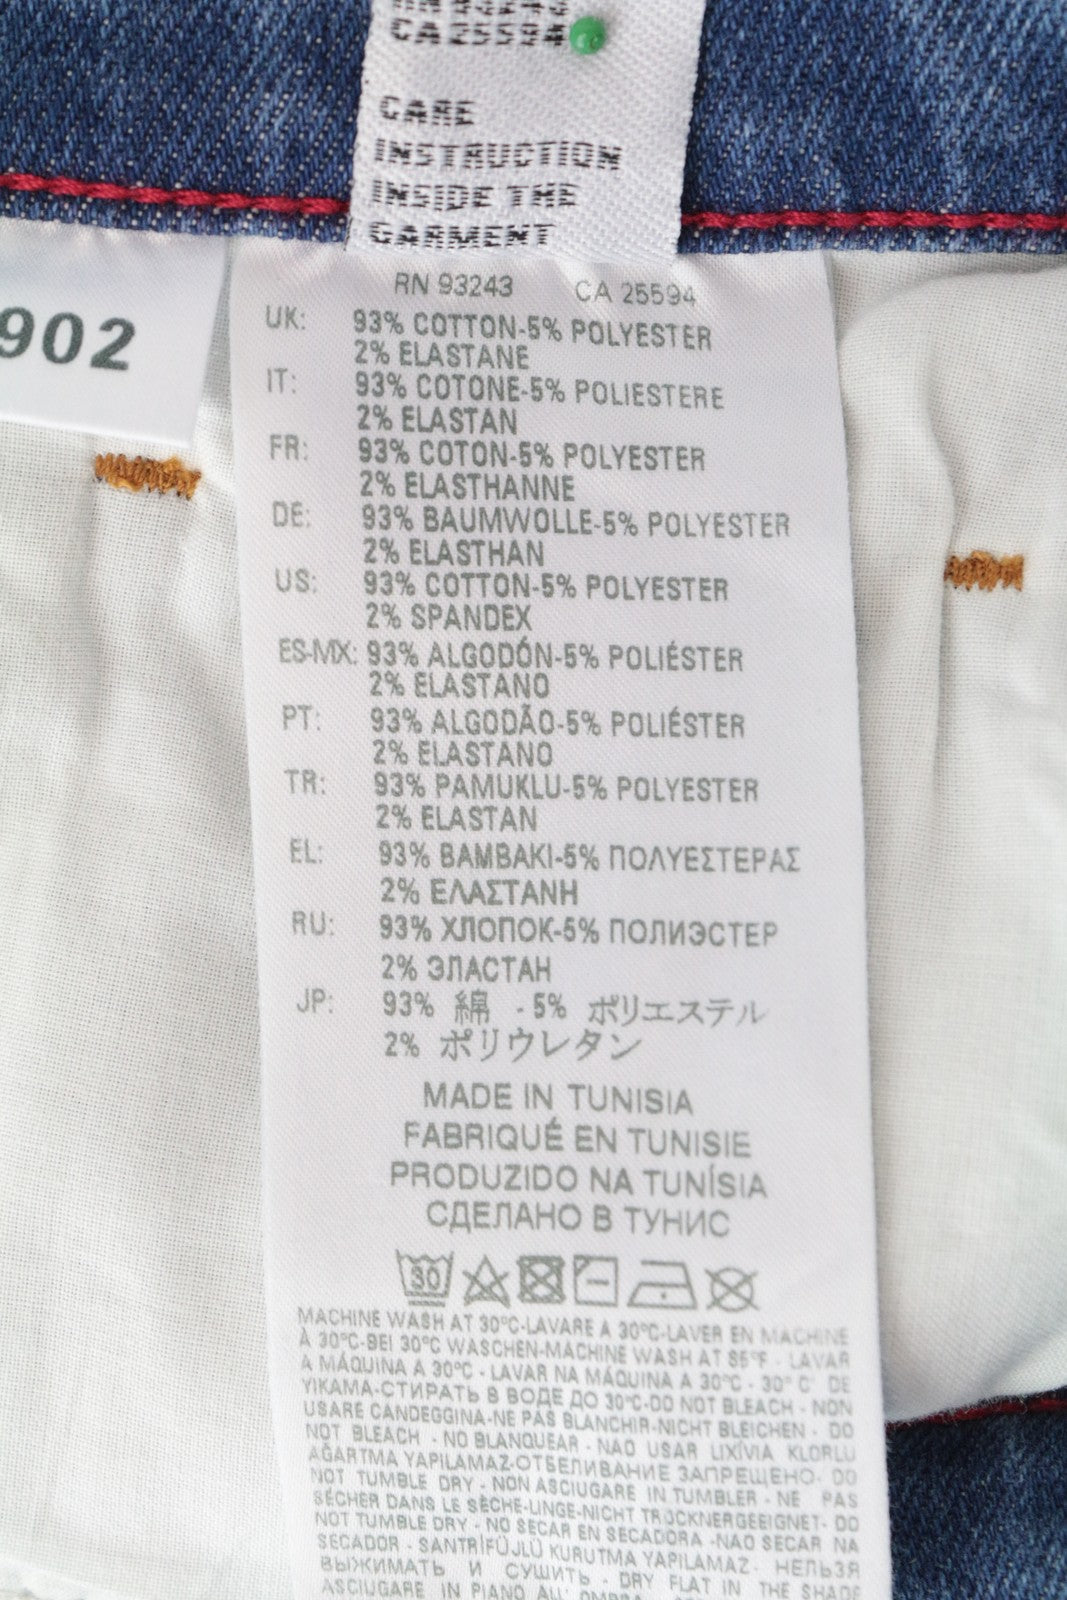 CA 25594
CARE
INSTRUCTION
INSIDE THE
GARMENT
902
RN 93243 CA 25594
UK: 93% COTTON-5% POLYESTER
2% ELASTANE
IT: 93% COTONE-5% POLIESTERE
2% ELASTAN
FR: 93% COTON-5% POLYESTER
2% ELASTHANNE
DE: 93% BAUMWOLLE-5% POLYESTER
2% ELASTHAN
US: 93% COTTON-5% POLYESTER
2% SPANDEX
ES-MX: 93% ALGODÓN-5% POLIÉSTER
2% ELASTANO
PT: 93% ALGODÃO-5% POLIÉSTER
2% ELASTANO
TR: 93% PAMUKLU-5% POLYESTER
2% ELASTAN
EL: 93% ΒΑΜΒΑΚΙ-5% ΠΟΛΥΕΣΤΕΡΑΣ
2% ΕΛΑΣΤΑΝΗ
RU: 93% ХЛОПОК-5% ПОЛИЭСТЕР
2% ЭЛАСТАН
JP: 93% 綿 - 5% ポリエステル
2% ポリウレタン
MADE IN TUNISIA
FABRIQUÉ EN TUNISIE
PRODUZIDO NA TUNÍSIA
СДЕЛАНО В ТУНИС
30
MACHINE WASH AT 30°C-LAVARE A 30°C-LAVER EN MACHINE
À 30°C-BEI 30°C WASCHEN-MACHINE WASH AT 85°F - LAVAR
A MÁQUINA A 30°C - LAVAR NA MÁQUINA A 30°C - 30° C' DE
YIKAMA-СТИРАТЬ В ВОДЕ ДО 30°C-DO NOT BLEACH - NON
USARE CANDEGGINA-NE PAS BLANCHIR-NICHT BLEICHEN - DO
NOT BLEACH - NO BLANQUEAR - NAO USAR LIXÍVIA KLORLU
AĞARTMA YAPILAMAZ-ОТБЕЛИВАНИЕ ЗАПРЕЩЕНО- DO
NOT TUMBLE DRY - NON ASCIUGARE IN TUMBLER - NE PAS
SÉCHER DANS LE SÈCHE-LINGE-NICHT TROCKNERGEEIGNET- DO
NOT TUMBLE DRY - NO SECAR EN SECADORA -NAO SECAR NA
SECADOR - SANTRİFÜJLÜ KURUTMA YAPILAMAZ- НЕЛЬЗЯ
ВЫЖИМАТЬ И СУШИТЬ - DRY FLAT IN THE SHADE
ASCIUGARE IN PIANO ALL' OMBRA